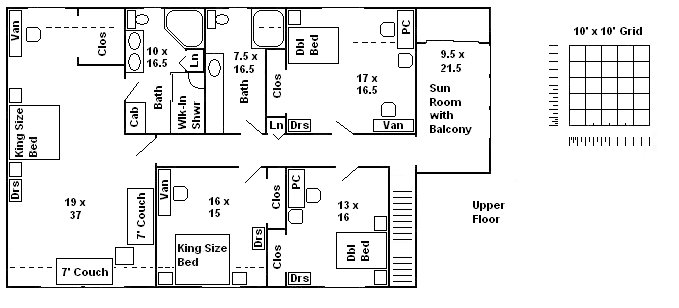 Van
Clos
10 x
16.5
Ln
Bath
Cab
Wlk-In
Shwr
7.5 x
16.5
Bath
Clos
Ln
Dbl
Bed
PC
17 x
16.5
Drs
Van
9.5 x
21.5
Sun
Room
with
Balcony
10' x 10' Grid
King Size
Bed
Drs
19 x
37
7' Couch
7' Couch
Van
16 x
15
Clos
King Size
Bed
Drs
Clos
PC
13 x
16
Dbl
Bed
Drs
Upper
Floor